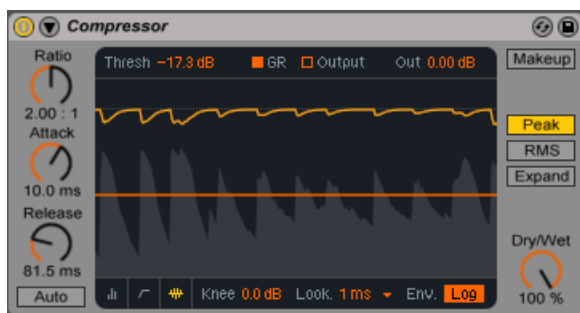 Compressor
Ratio
2.00 : 1
Attack
10.0 ms
Release
81.5 ms
Auto
Thresh -17.3 dB GR Output Out 0.00 dB
Knee 0.0 dB Look. 1 ms Env. Log
Makeup
Peak
RMS
Expand
Dry/Wet
100 %